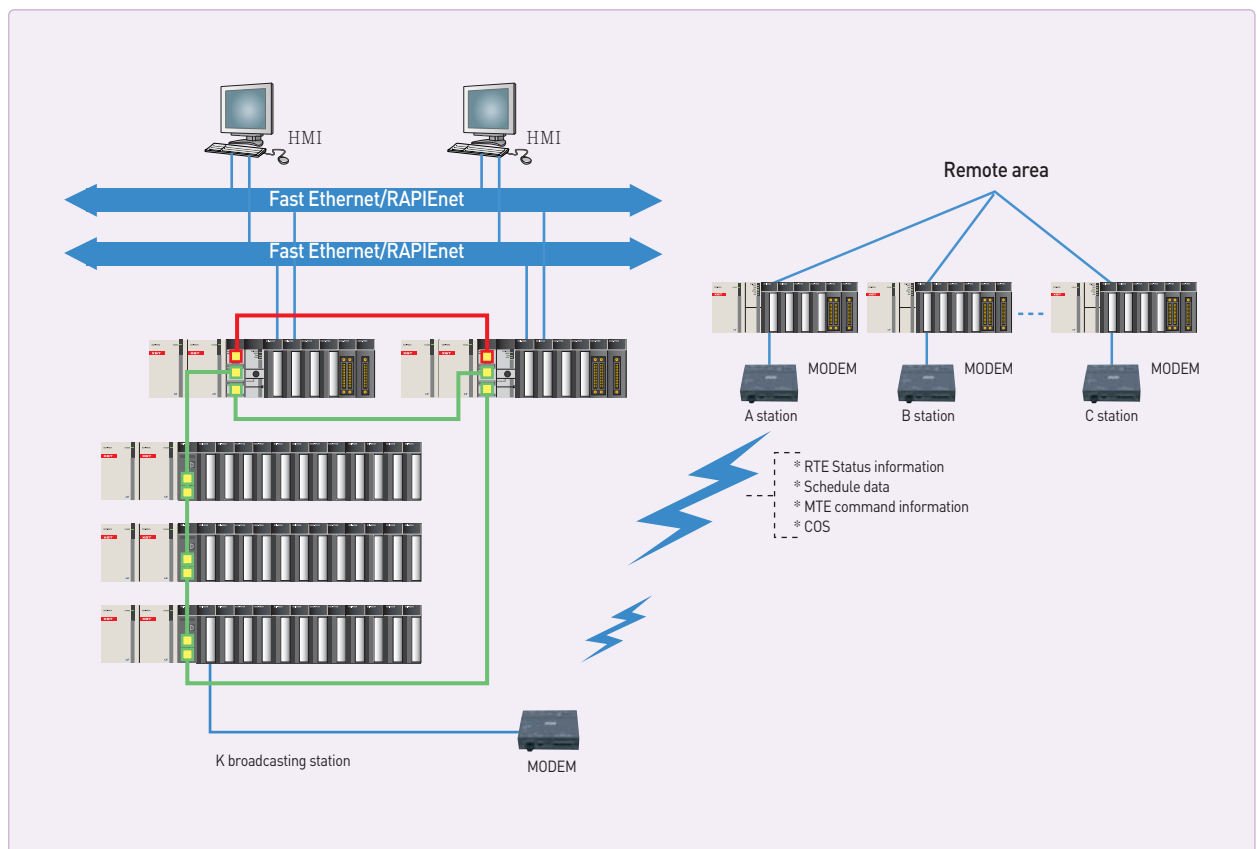 HMI
HMI
Fast Ethernet/RAPIEnet
Fast Ethernet/RAPIEnet
Remote area
MODEM
MODEM
MODEM
A station
B station
C station
* RTE Status information
* Schedule data
* MTE command information
* COS
K broadcasting station
MODEM